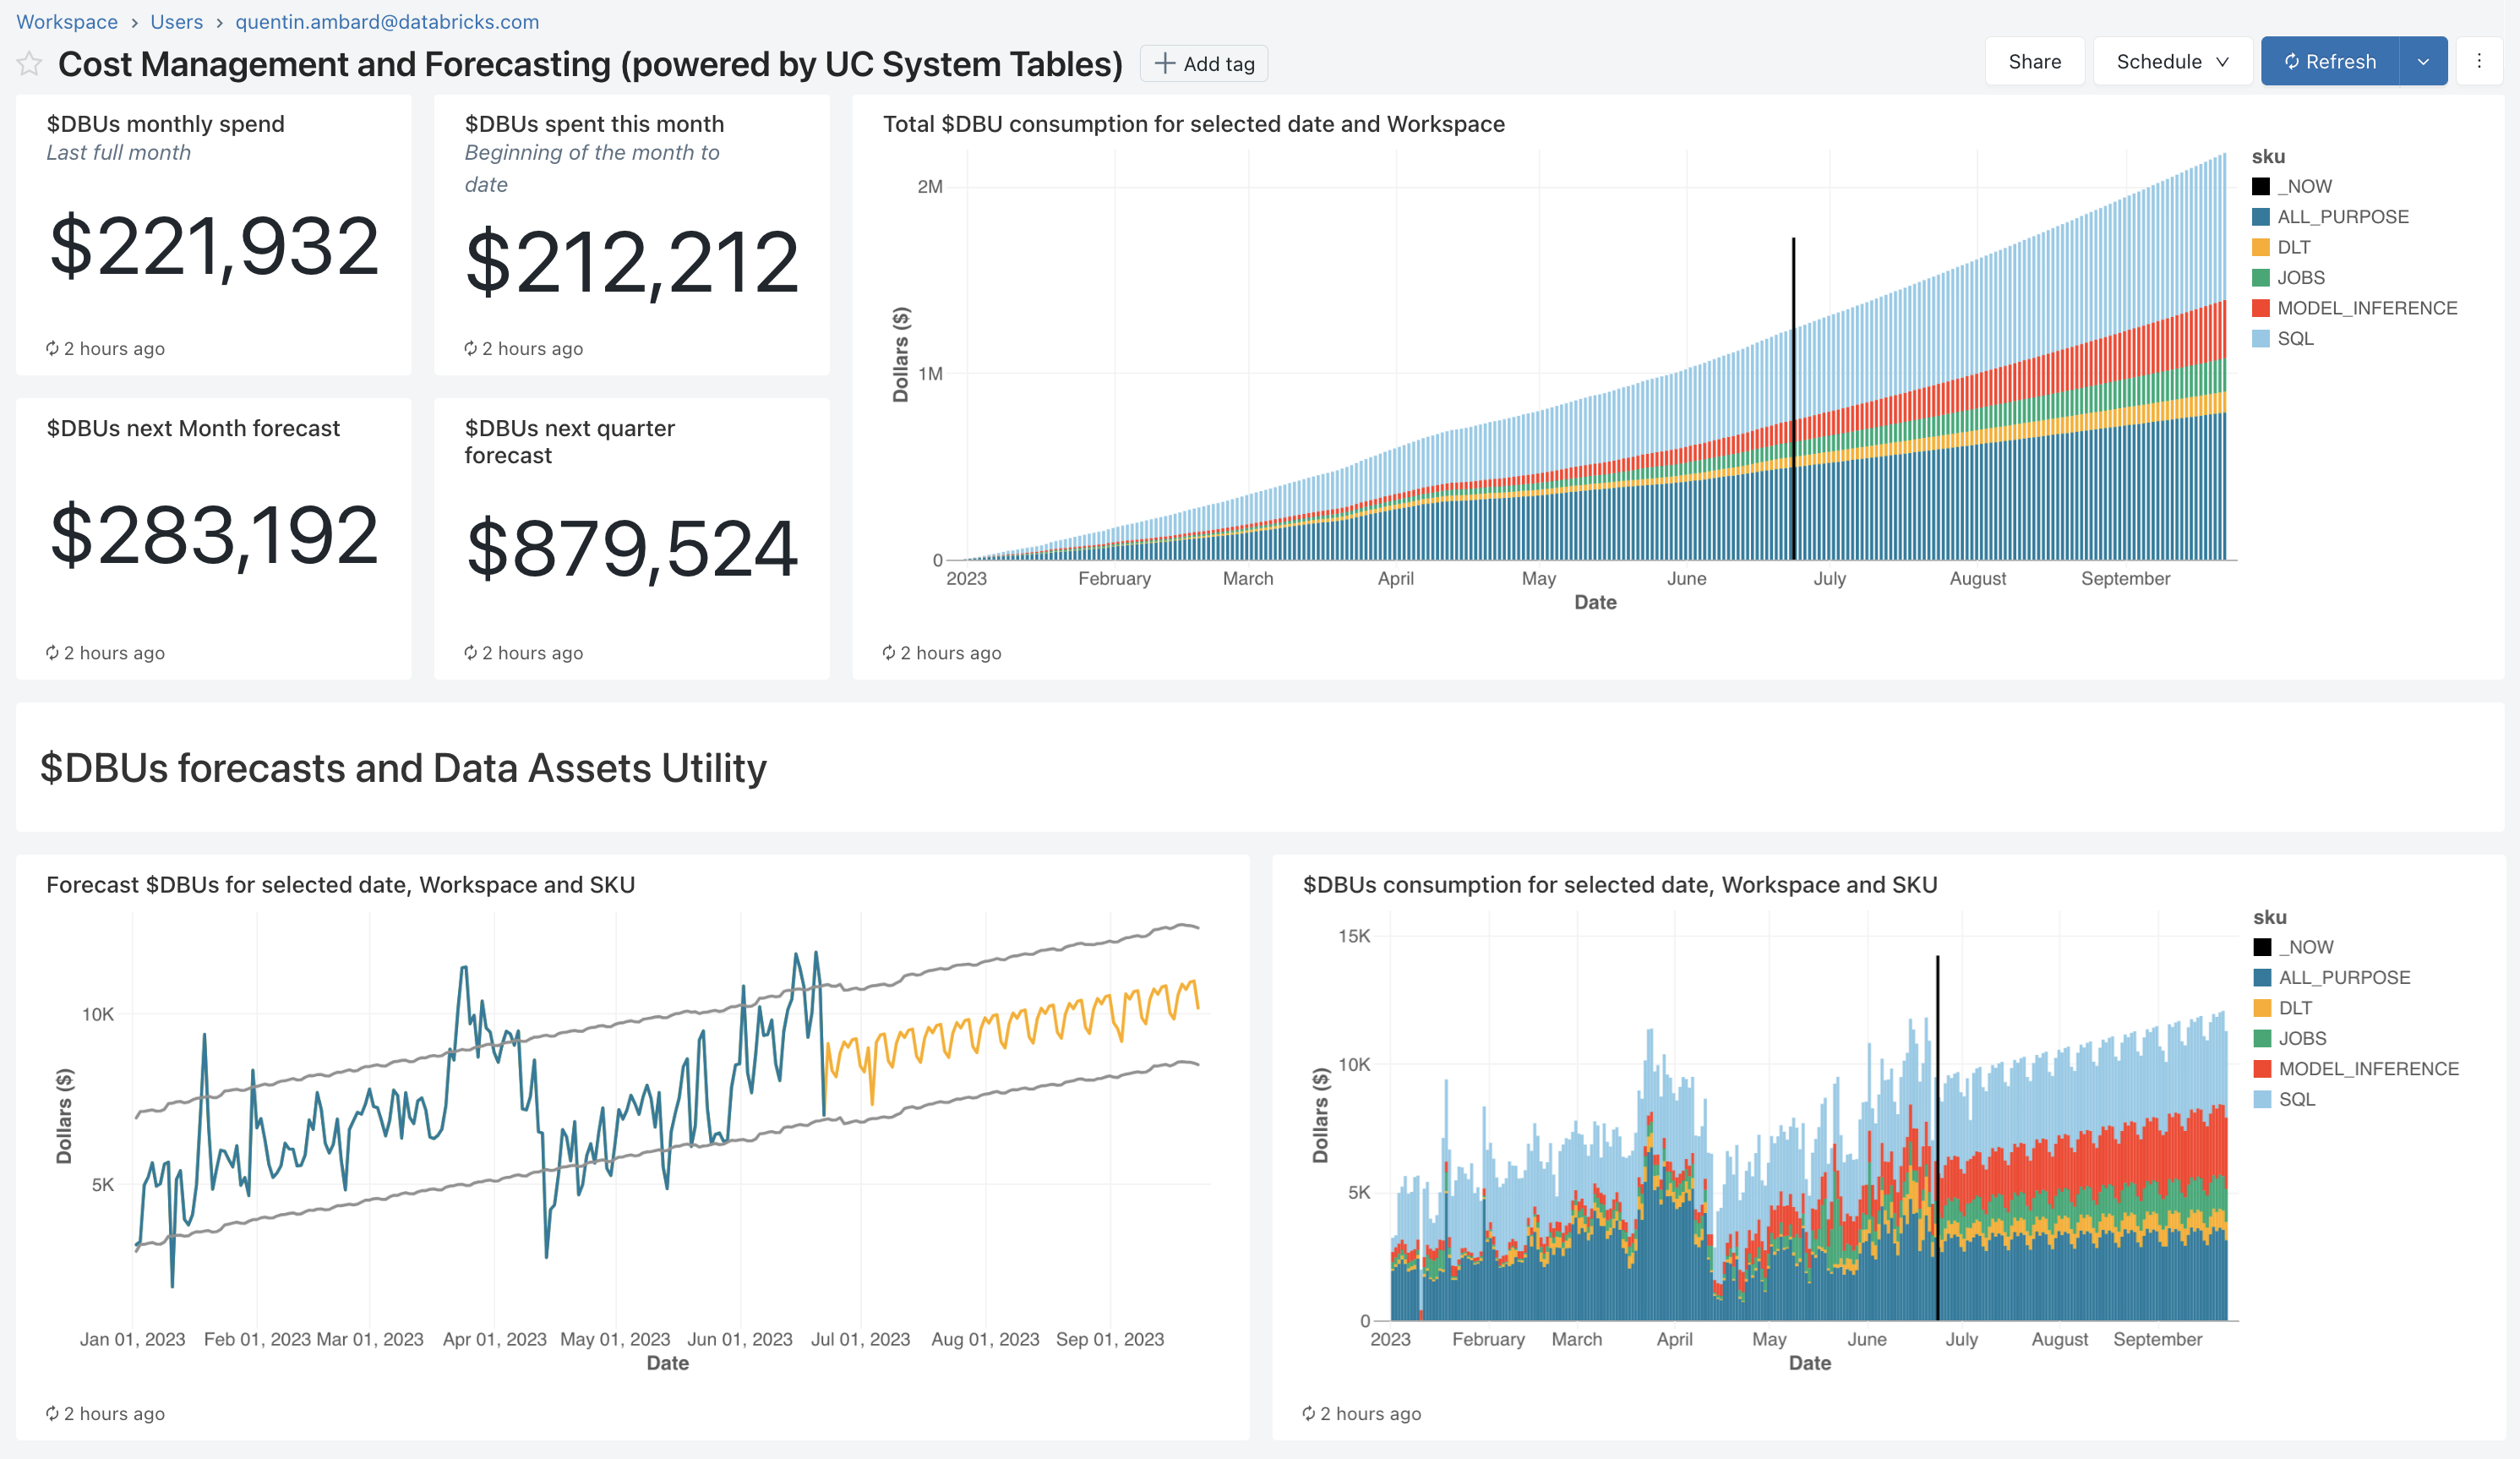 Workspace > Users > quentin.ambard@databricks.com
Cost Management and Forecasting (powered by UC System Tables)
Add tag
Share
Schedule
Refresh
$DBUs monthly spend
Last full month
$221,932
2 hours ago
$DBUs spent this month
Beginning of the month to
date
$212,212
2 hours ago
$DBUs next Month forecast
$283,192
2 hours ago
$DBUs next quarter
forecast
$879,524
2 hours ago
Total $DBU consumption for selected date and Workspace
2M
1M
0
Dollars ($)
2023 February March April May June July August September
Date
sku
_NOW
ALL_PURPOSE
DLT
JOBS
MODEL_INFERENCE
SQL
2 hours ago
$DBUs forecasts and Data Assets Utility
Forecast $DBUs for selected date, Workspace and SKU
10K
5K
Dollars ($)
Jan 01, 2023 Feb 01, 2023 Mar 01, 2023 Apr 01, 2023 May 01, 2023 Jun 01, 2023 Jul 01, 2023 Aug 01, 2023 Sep 01, 2023
Date
2 hours ago
$DBUs consumption for selected date, Workspace and SKU
15K
10K
5K
0
Dollars ($)
2023 February March April May June July August September
Date
sku
_NOW
ALL_PURPOSE
DLT
JOBS
MODEL_INFERENCE
SQL
2 hours ago